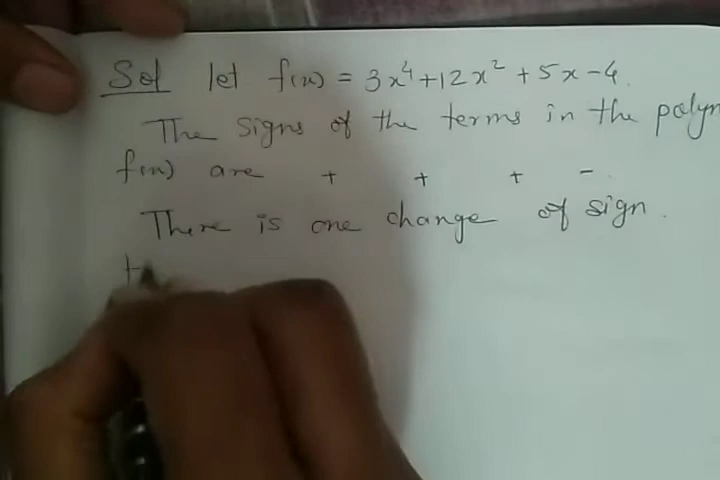 Sol let f(x) = 3x⁴+12x² + 5x - 4.
The signs of the terms in the polyn
f(x) are + + + -.
There is one change of sign.